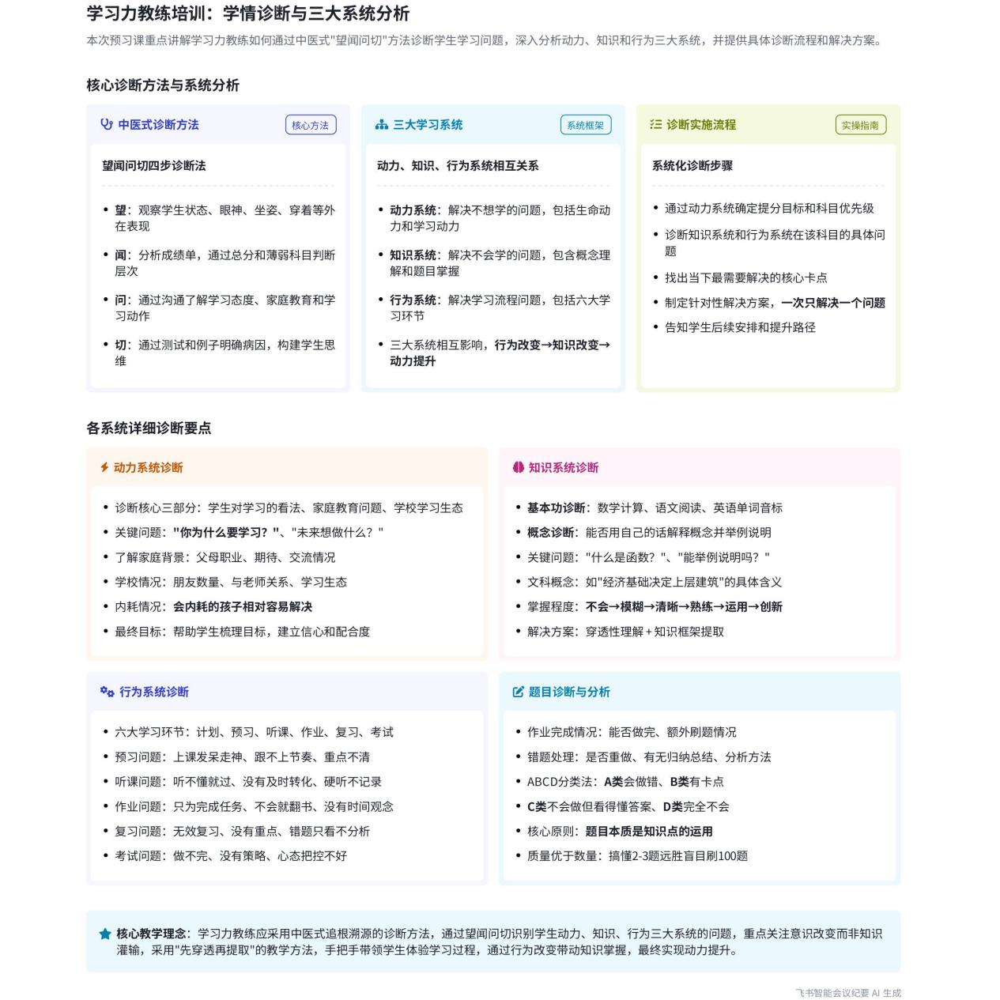 学习力教练培训：学情诊断与三大系统分析
本次预习课重点讲解学习力教练如何通过中医式"望闻问切"方法诊断学生学习问题，深入分析动力、知识和行为三大系统，并提供具体诊断流程和解决方案。
核心诊断方法与系统分析
中医式诊断方法
核心方法
望闻问切四步诊断法
• 望：观察学生状态、眼神、坐姿、穿着等外
在表现
• 闻：分析成绩单，通过总分和薄弱科目判断
层次
• 问：通过沟通了解学习态度、家庭教育和学
习动作
• 切：通过测试和例子明确病因，构建学生思
维
三大学习系统
系统框架
动力、知识、行为系统相互关系
• 动力系统：解决不想学的问题，包括生命动
力和学习动力
• 知识系统：解决不会学的问题，包含概念理
解和题目掌握
• 行为系统：解决学习流程问题，包括六大学
习环节
• 三大系统相互影响，行为改变→知识改变→
动力提升
诊断实施流程
实操指南
系统化诊断步骤
• 通过动力系统确定提分目标和科目优先级
• 诊断知识系统和行为系统在该科目的具体问
题
• 找出当下最需要解决的核心卡点
• 制定针对性解决方案，一次只解决一个问题
• 告知学生后续安排和提升路径
各系统详细诊断要点
动力系统诊断
• 诊断核心三部分：学生对学习的看法、家庭教育问题、学校学习生态
• 关键问题："你为什么要学习？"、"未来想做什么？"
• 了解家庭背景：父母职业、期待、交流情况
• 学校情况：朋友数量、与老师关系、学习生态
• 内耗情况：会内耗的孩子相对容易解决
• 最终目标：帮助学生梳理目标，建立信心和配合度
知识系统诊断
• 基本功诊断：数学计算、语文阅读、英语单词音标
• 概念诊断：能否用自己的话解释概念并举例说明
• 关键问题："什么是函数？"、"能举例说明吗？"
• 文科概念：如"经济基础决定上层建筑"的具体含义
• 掌握程度：不会→模糊→清晰→熟练→运用→创新
• 解决方案：穿透性理解 + 知识框架提取
行为系统诊断
• 六大学习环节：计划、预习、听课、作业、复习、考试
• 预习问题：上课发呆走神、跟不上节奏、重点不清
• 听课问题：听不懂就过、没有及时转化、硬听不记录
• 作业问题：只为完成任务、不会就翻书、没有时间观念
• 复习问题：无效复习、没有重点、错题只看不分析
• 考试问题：做不完、没有策略、心态把控不好
题目诊断与分析
• 作业完成情况：能否做完、额外刷题情况
• 错题处理：是否重做、有无归纳总结、分析方法
• ABCD分类法：A类会做错、B类有卡点
• C类不会做但看得懂答案、D类完全不会
• 核心原则：题目本质是知识点的运用
• 质量优于数量：搞懂2-3题远胜盲目刷100题
核心教学理念：学习力教练应采用中医式追根溯源的诊断方法，通过望闻问切识别学生动力、知识、行为三大系统的问题，重点关注意识改变而非知识
灌输，采用"先穿透再提取"的教学方法，手把手带领学生体验学习过程，通过行为改变带动知识掌握，最终实现动力提升。
飞书智能会议纪要 AI 生成